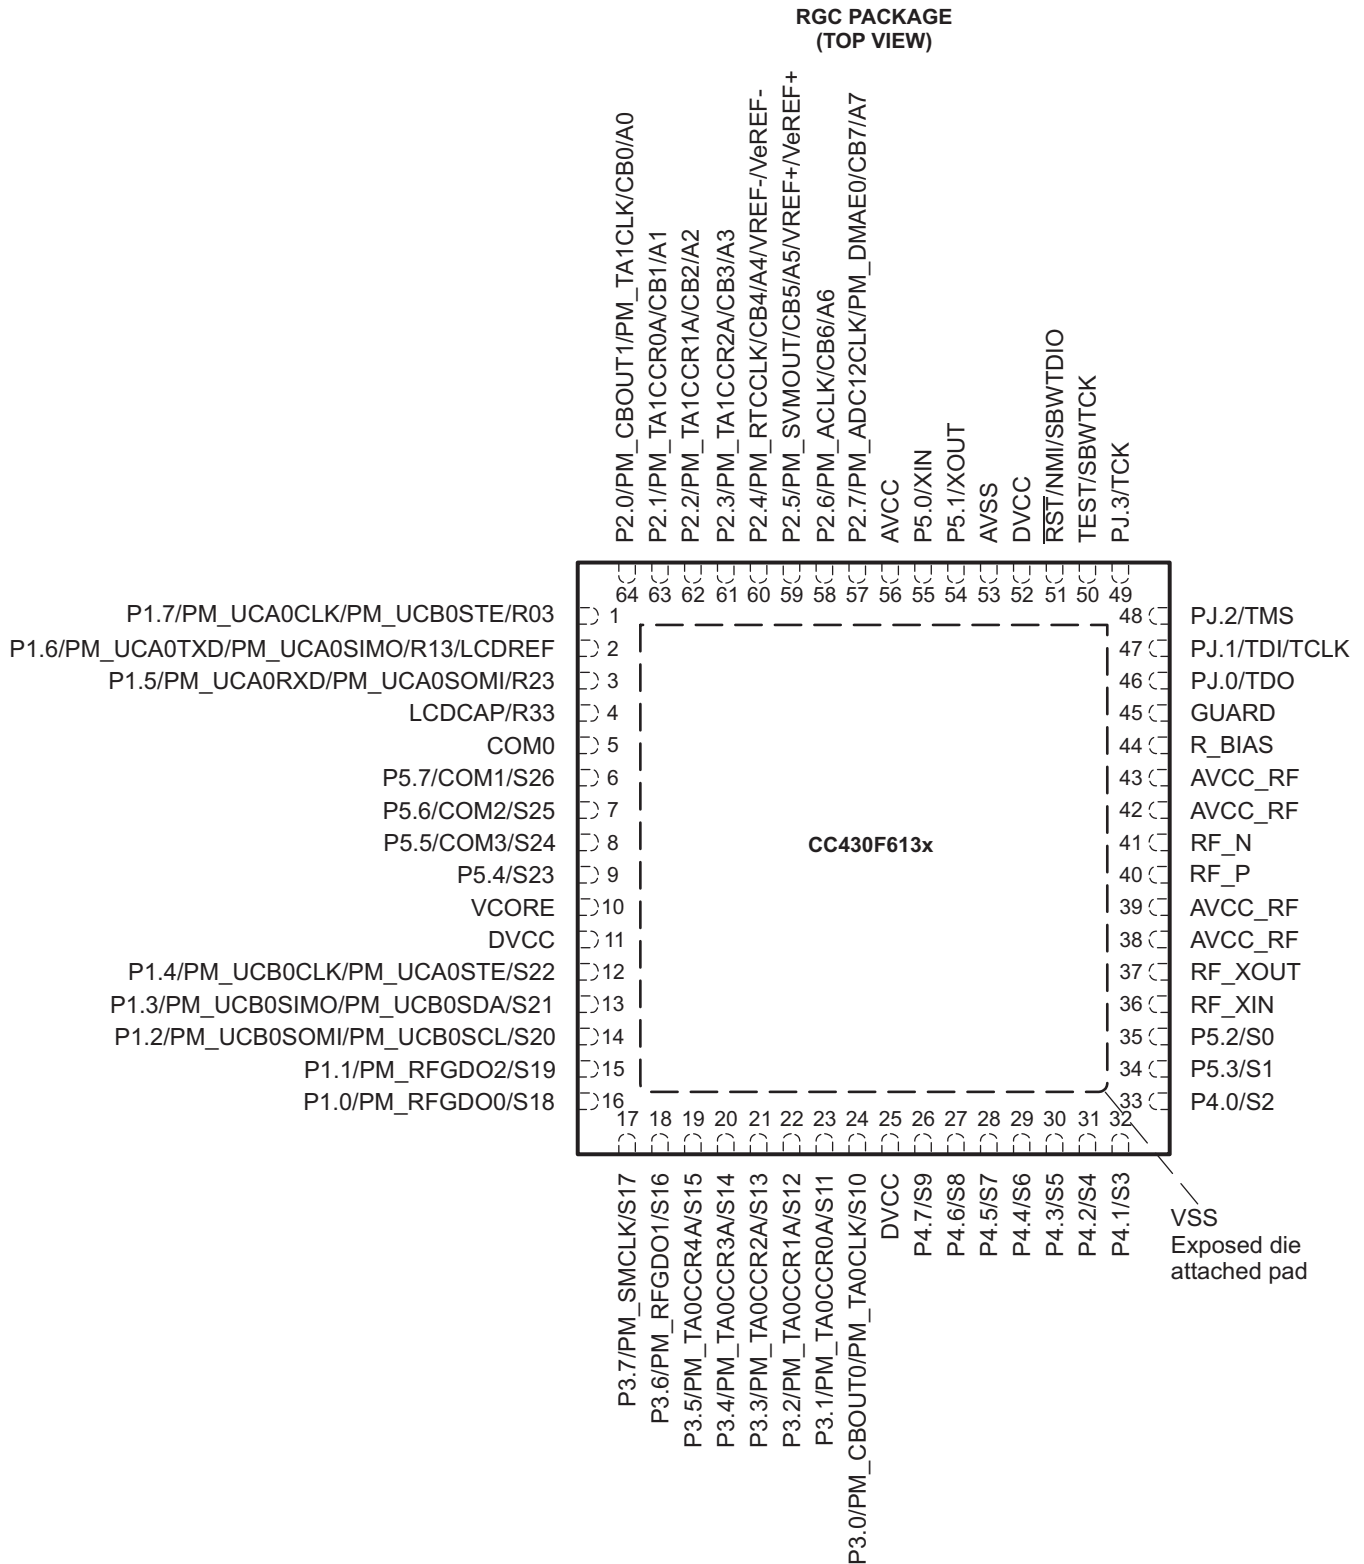 RGC PACKAGE
(TOP VIEW)
P2.0/PM_CBOUT1/PM_TA1CLK/CB0/A0
P2.1/PM_TA1CCR0A/CB1/A1
P2.2/PM_TA1CCR1A/CB2/A2
P2.3/PM_TA1CCR2A/CB3/A3
P2.4/PM_RTCCLK/CB4/A4/VREF-/VeREF-
P2.5/PM_SVMOUT/CB5/A5/VREF+/VeREF+
P2.6/PM_ACLK/CB6/A6
P2.7/PM_ADC12CLK/PM_DMAE0/CB7/A7
AVCC
P5.0/XIN
P5.1/XOUT
AVSS
DVCC
RST/NMI/SBWTDIO
TEST/SBWTCK
PJ.3/TCK
64 63 62 61 60 59 58 57 56 55 54 53 52 51 50 49
P1.7/PM_UCA0CLK/PM_UCB0STE/R03 1
P1.6/PM_UCA0TXD/PM_UCA0SIMO/R13/LCDREF 2
P1.5/PM_UCA0RXD/PM_UCA0SOMI/R23 3
LCDCAP/R33 4
COM0 5
P5.7/COM1/S26 6
P5.6/COM2/S25 7
P5.5/COM3/S24 8
P5.4/S23 9
VCORE 10
DVCC 11
P1.4/PM_UCB0CLK/PM_UCA0STE/S22 12
P1.3/PM_UCB0SIMO/PM_UCB0SDA/S21 13
P1.2/PM_UCB0SOMI/PM_UCB0SCL/S20 14
P1.1/PM_RFGDO2/S19 15
P1.0/PM_RFGDO0/S18 16
CC430F613x
48 PJ.2/TMS
47 PJ.1/TDI/TCLK
46 PJ.0/TDO
45 GUARD
44 R_BIAS
43 AVCC_RF
42 AVCC_RF
41 RF_N
40 RF_P
39 AVCC_RF
38 AVCC_RF
37 RF_XOUT
36 RF_XIN
35 P5.2/S0
34 P5.3/S1
33 P4.0/S2
17 18 19 20 21 22 23 24 25 26 27 28 29 30 31 32
P3.7/PM_SMCLK/S17
P3.6/PM_RFGDO1/S16
P3.5/PM_TA0CCR4A/S15
P3.4/PM_TA0CCR3A/S14
P3.3/PM_TA0CCR2A/S13
P3.2/PM_TA0CCR1A/S12
P3.1/PM_TA0CCR0A/S11
P3.0/PM_CBOUT0/PM_TA0CLK/S10
DVCC
P4.7/S9
P4.6/S8
P4.5/S7
P4.4/S6
P4.3/S5
P4.2/S4
P4.1/S3
VSS
Exposed die
attached pad